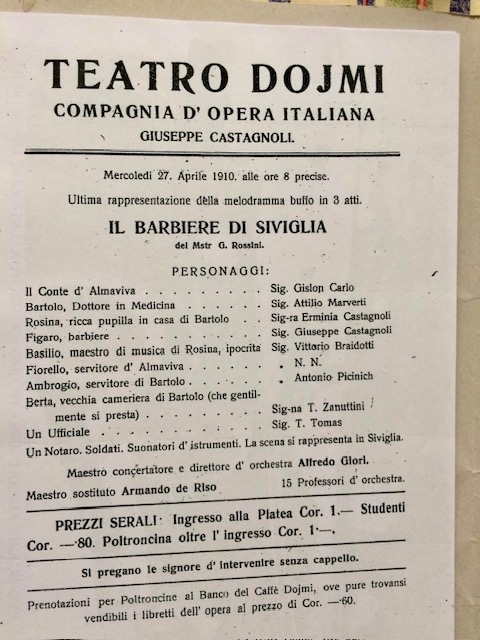 TEATRO DOJMI
COMPAGNIA D' OPERA ITALIANA
GIUSEPPE CASTAGNOLI.
Mercoledi 27. Aprile 1910. alle ore 8 precise.
Ultima rappresentazione della melodramma buffo in 3 atti.
IL BARBIERE DI SIVIGLIA
del Mstr G. Rossini.
PERSONAGGI:
Il Conte d' Almaviva . . . . . . . . . . Sig. Gislon Carlo
Bartolo, Dottore in Medicina . . . . . . . Sig. Attilio Marverti
Rosina, ricca pupilla in casa di Bartolo . . Sig-ra Erminia Castagnoli
Figaro, barbiere . . . . . . . . . . . Sig. Giuseppe Castagnoli
Basilio, maestro di musica di Rosina, ipocrita Sig. Vittorio Braidotti
Fiorello, servitore d' Almaviva . . . . . . „ N. N.
Ambrogio, servitore di Bartolo . . . . . . „ Antonio Picinich
Berta, vecchia cameriera di Bartolo (che gentil-
mente si presta) . . . . . . . . . Sig-na T. Zanuttini
Un Ufficiale . . . . . . . . . . . . Sig. T. Tomas
Un Notaro. Soldati. Suonatori d' istrumenti. La scena si rappresenta in Siviglia.
Maestro concertatore e direttore d' orchestra Alfredo Giorl.
Maestro sostituto Armando de Riso 15 Professori d' orchestra.
PREZZI SERALI: Ingresso alla Platea Cor. 1.— Studenti
Cor. —·80. Poltroncina oltre l' ingresso Cor. 1·—.
Si pregano le signore d' intervenire senza cappello.
Prenotazioni per Poltroncine al Banco del Caffè Dojmi, ove pure trovansi
vendibili i libretti dell' opera al prezzo di Cor. —·60.